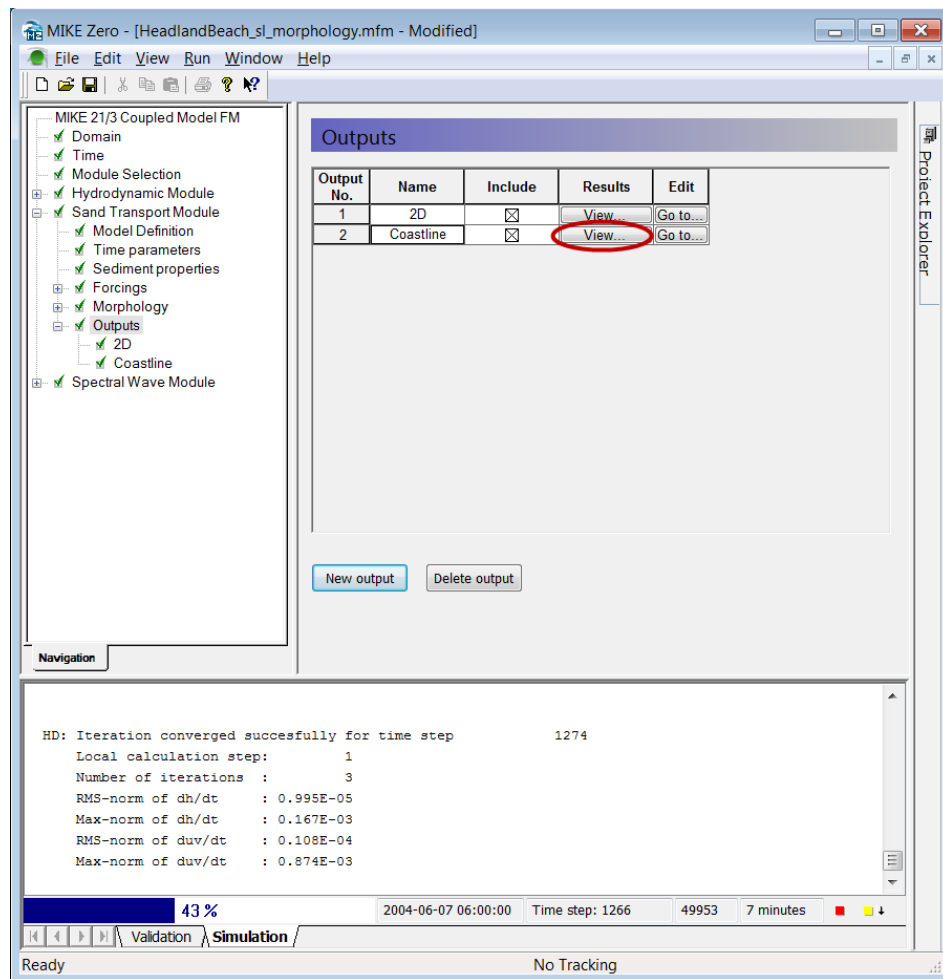 MIKE Zero - [HeadlandBeach_sl_morphology.mfm - Modified]
File Edit View Run Window Help
MIKE 21/3 Coupled Model FM
Domain
Time
Module Selection
Hydrodynamic Module
Sand Transport Module
Model Definition
Time parameters
Sediment properties
Forcings
Morphology
Outputs
2D
Coastline
Spectral Wave Module
Navigation
Outputs
Output No. Name Include Results Edit
1 2D View... Go to...
2 Coastline View... Go to...
New output Delete output
Project Explorer
HD: Iteration converged succesfully for time step 1274
Local calculation step: 1
Number of iterations : 3
RMS-norm of dh/dt : 0.995E-05
Max-norm of dh/dt : 0.167E-03
RMS-norm of duv/dt : 0.108E-04
Max-norm of duv/dt : 0.874E-03
43 % 2004-06-07 06:00:00 Time step: 1266 49953 7 minutes
Validation Simulation
Ready No Tracking